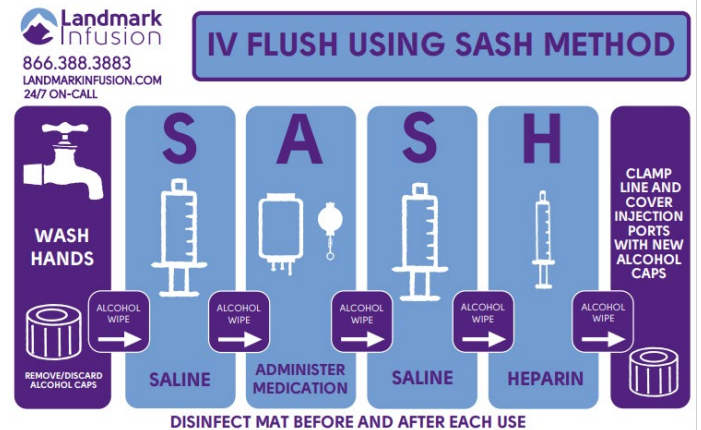 Landmark
Infusion
866.388.3883
LANDMARKINFUSION.COM
24/7 ON-CALL
IV FLUSH USING SASH METHOD
WASH
HANDS
REMOVE/DISCARD
ALCOHOL CAPS
ALCOHOL
WIPE
S
SALINE
ALCOHOL
WIPE
A
ADMINISTER
MEDICATION
ALCOHOL
WIPE
S
SALINE
ALCOHOL
WIPE
H
HEPARIN
ALCOHOL
WIPE
CLAMP
LINE AND
COVER
INJECTION
PORTS
WITH NEW
ALCOHOL
CAPS
DISINFECT MAT BEFORE AND AFTER EACH USE